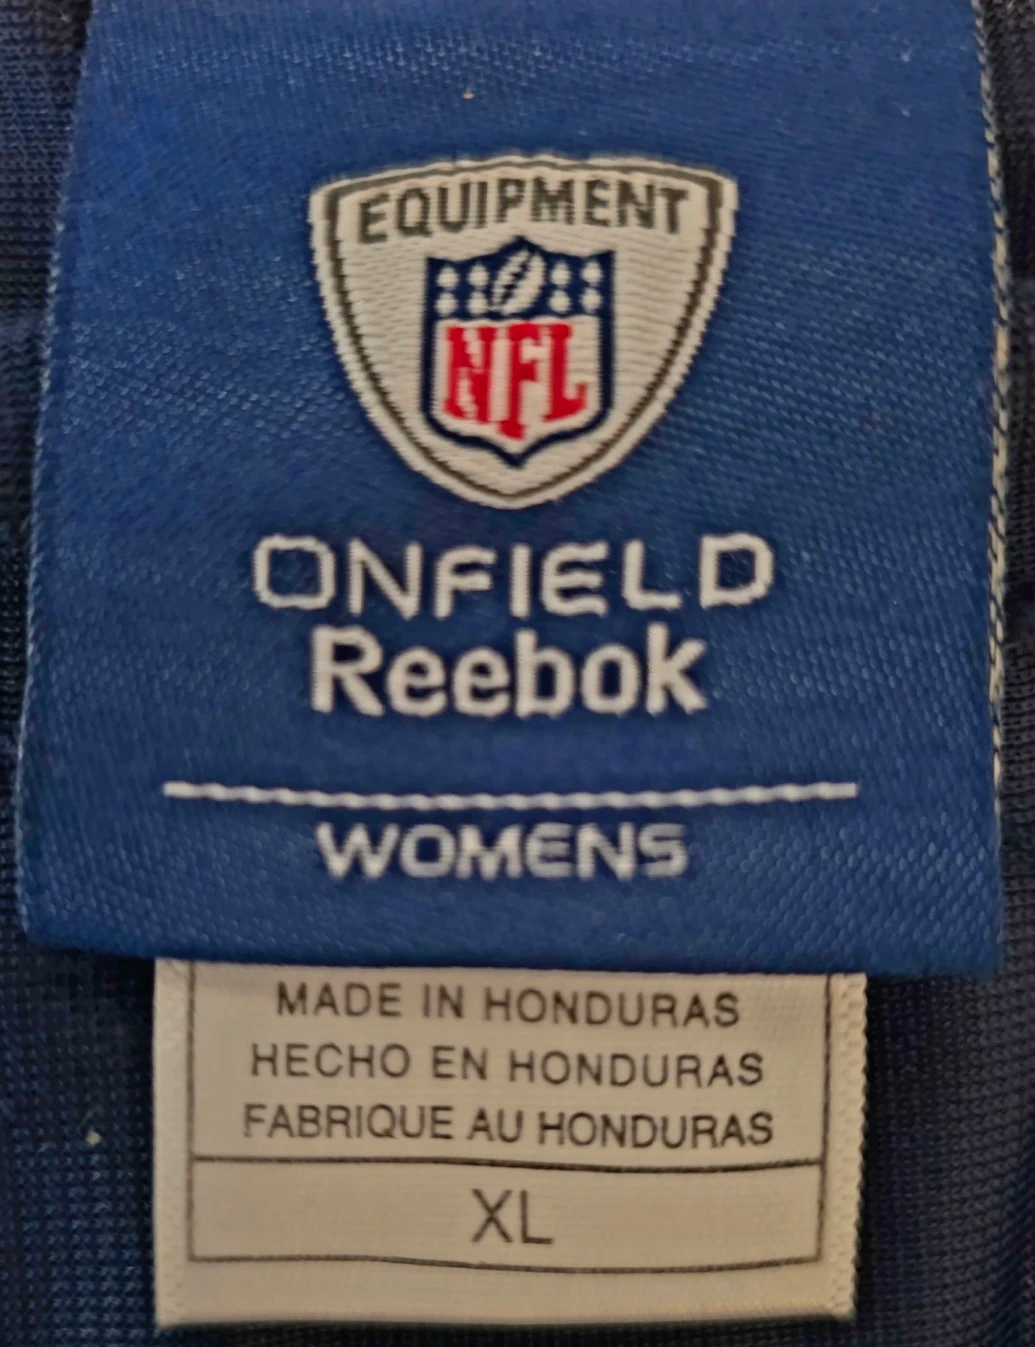 EQUIPMENT
NFL
ONFIELD
Reebok
WOMENS
MADE IN HONDURAS
HECHO EN HONDURAS
FABRIQUE AU HONDURAS
XL